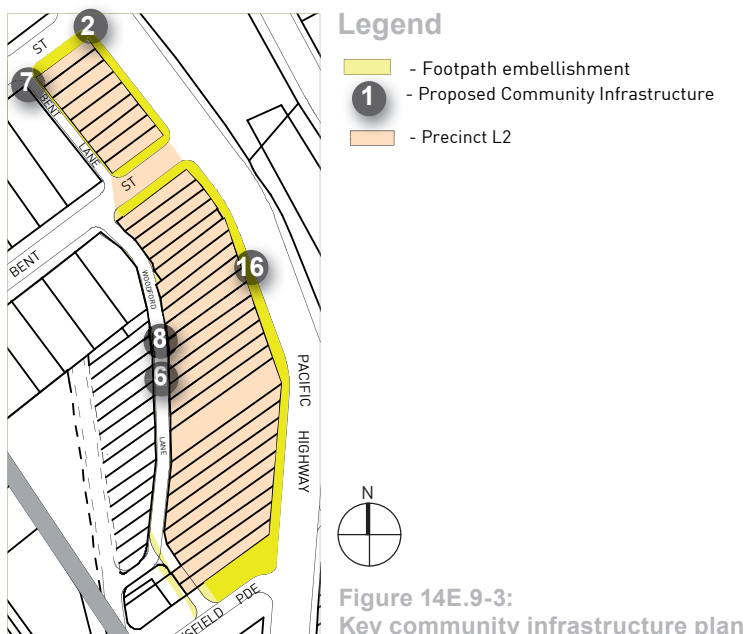 2
ST
7
BENT
LANE
ST
BENT
WOODFORD
16
8
6
PACIFIC
HIGHWAY
LANE
SFIELD PDE
Legend
- Footpath embellishment
1
- Proposed Community Infrastructure
- Precinct L2
N
Figure 14E.9-3:
Key community infrastructure plan